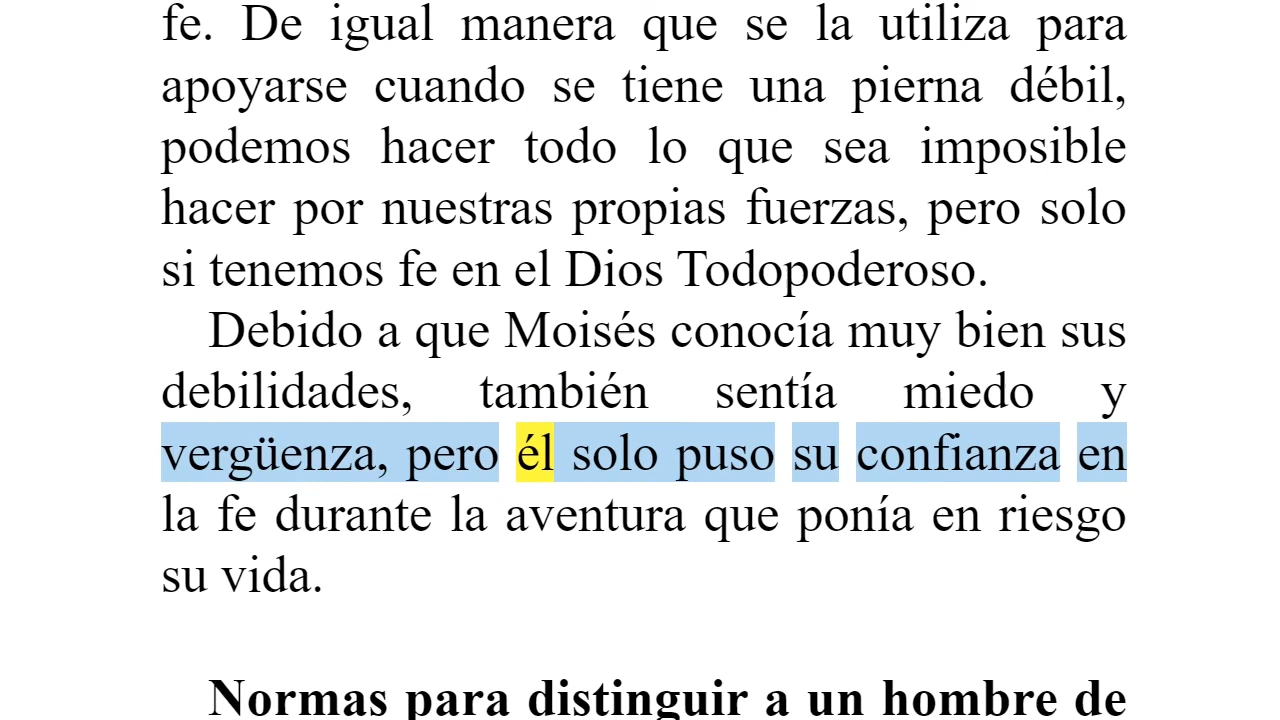 fe. De igual manera que se la utiliza para
apoyarse cuando se tiene una pierna débil,
podemos hacer todo lo que sea imposible
hacer por nuestras propias fuerzas, pero solo
si tenemos fe en el Dios Todopoderoso.
Debido a que Moisés conocía muy bien sus
debilidades, también sentía miedo y
vergüenza, pero él solo puso su confianza en
la fe durante la aventura que ponía en riesgo
su vida.
Normas para distinguir a un hombre de